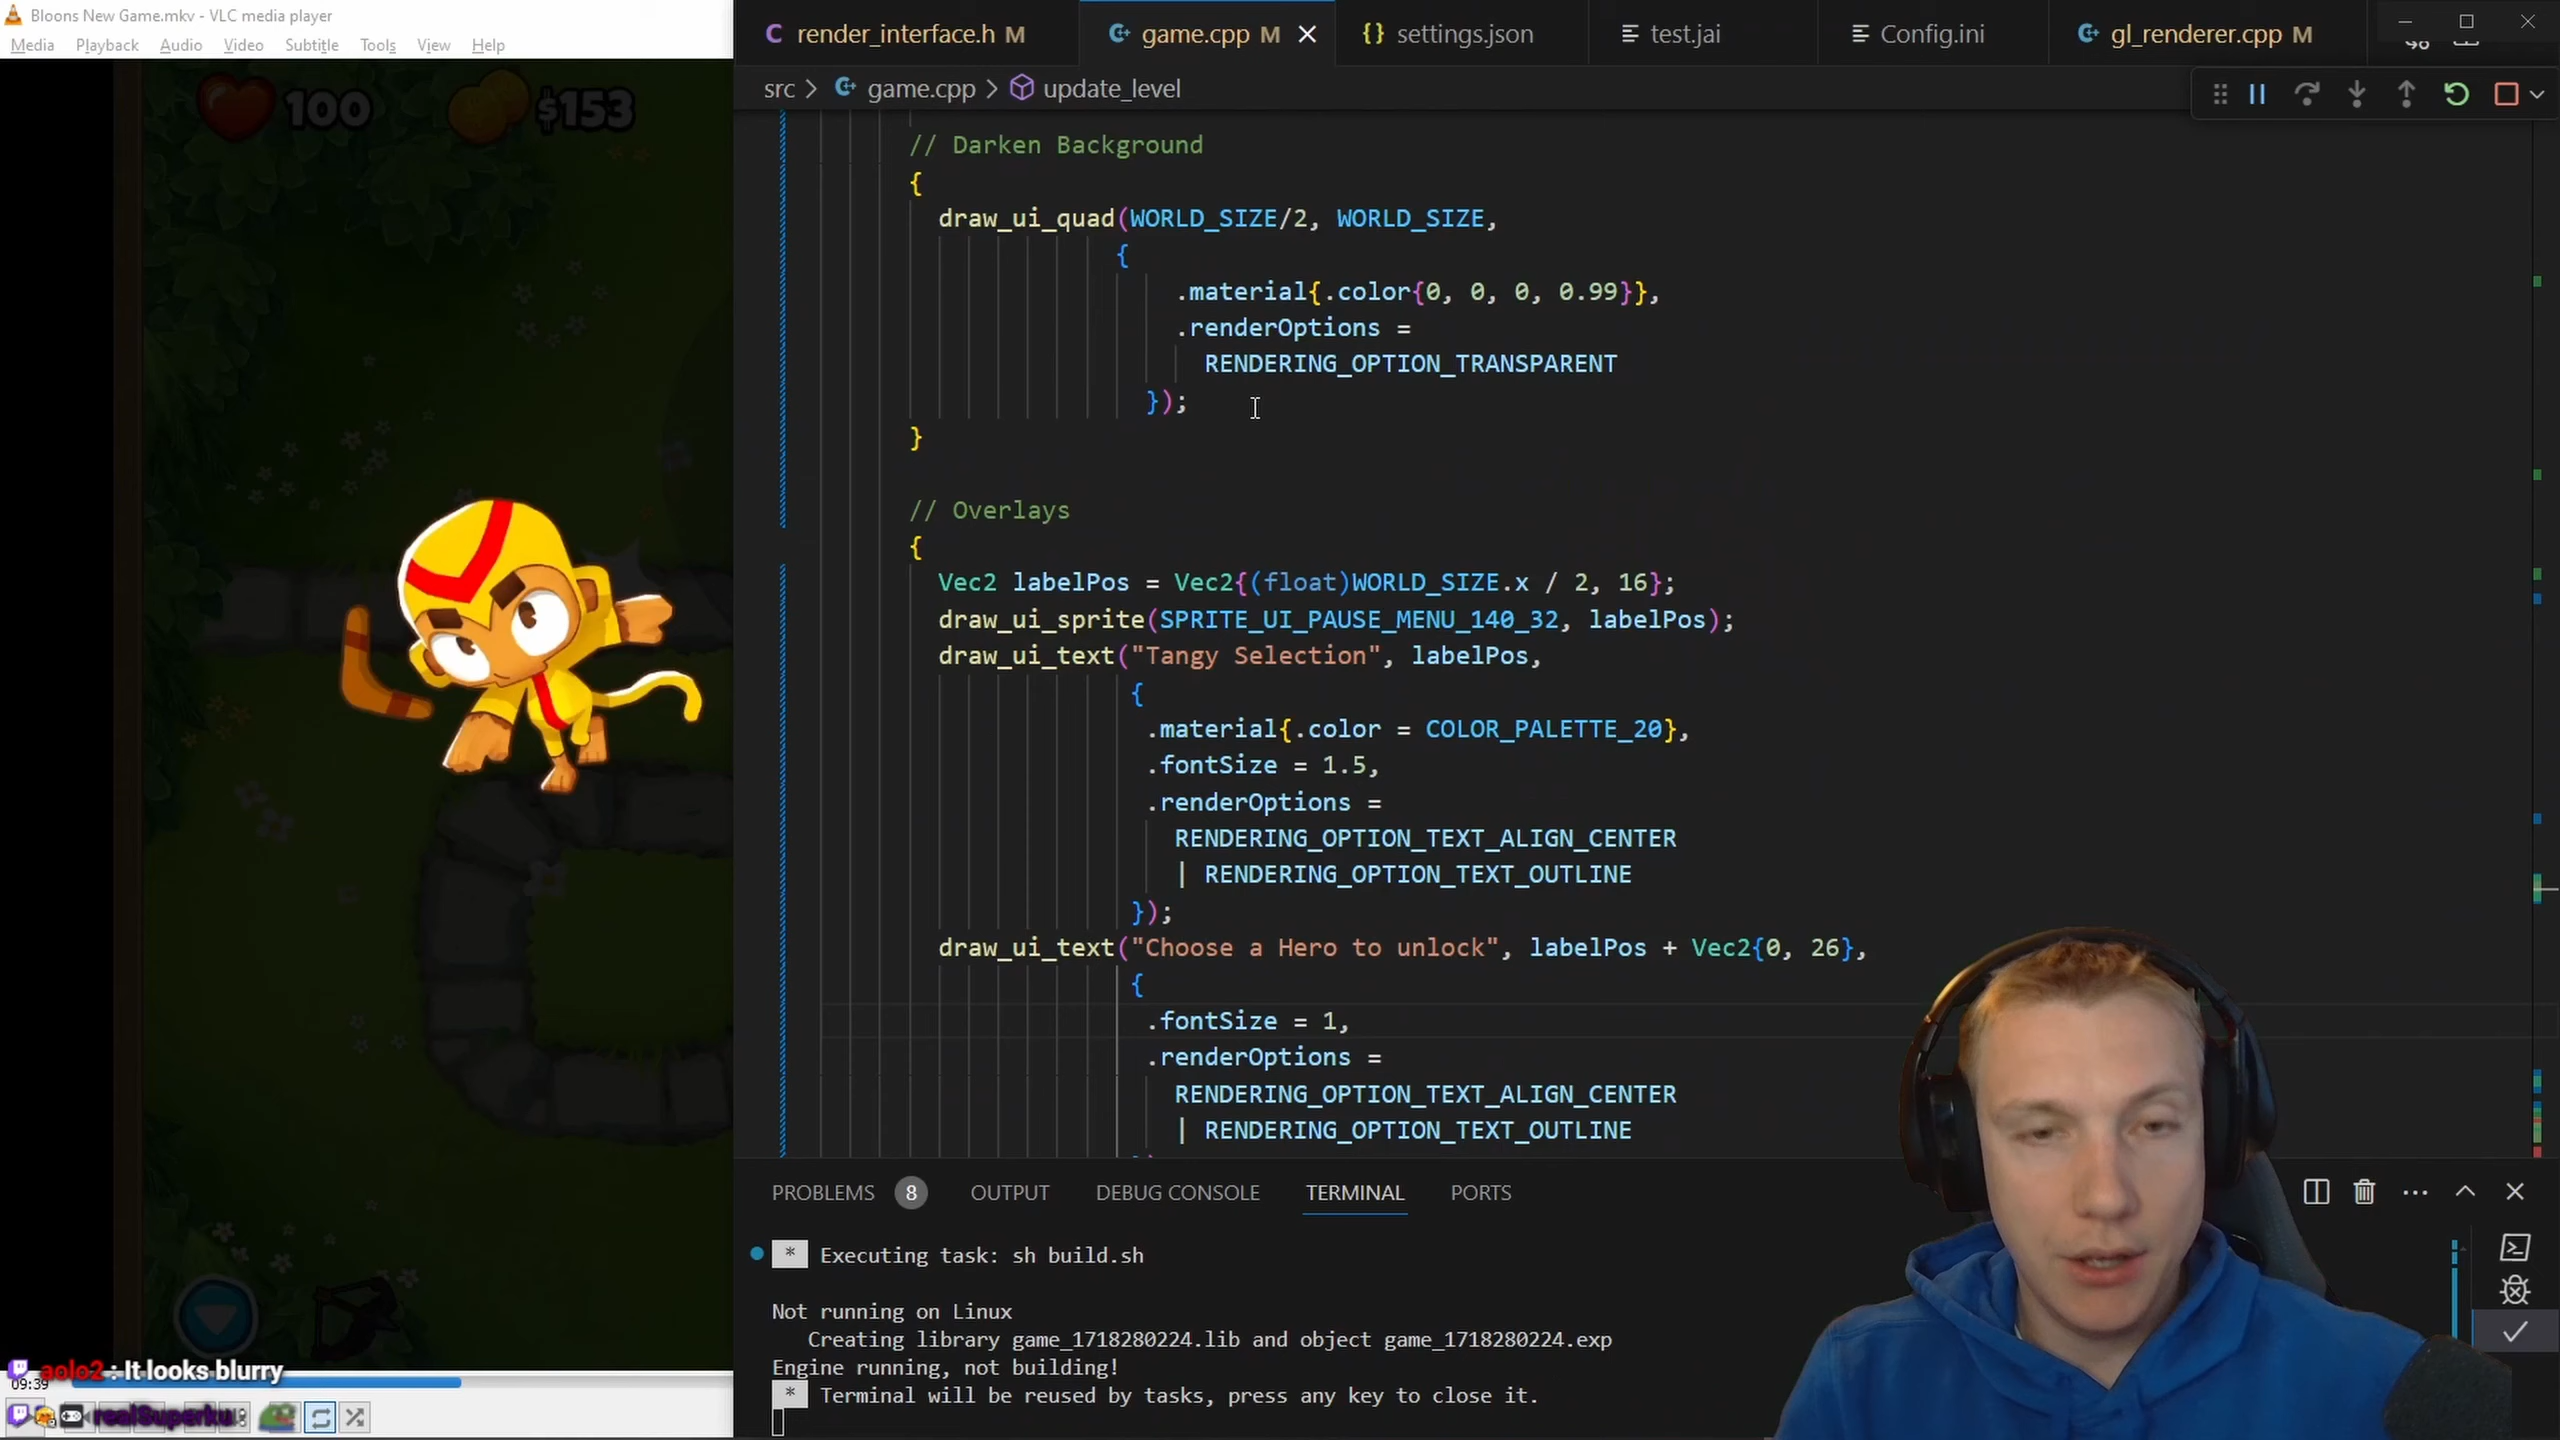 Bloons New Game.mkv - VLC media player
Media Playback Audio Video Subtitle Tools View Help
100 $153
aolo2 : It looks blurry
09:39
render_interface.h M
game.cpp M
{} settings.json
test.jai
Config.ini
gl_renderer.cpp M
src > game.cpp > update_level
// Darken Background
{
draw_ui_quad(WORLD_SIZE/2, WORLD_SIZE,
{
.material{.color{0, 0, 0, 0.99}},
.renderOptions =
RENDERING_OPTION_TRANSPARENT
});
}
// Overlays
{
Vec2 labelPos = Vec2{(float)WORLD_SIZE.x / 2, 16};
draw_ui_sprite(SPRITE_UI_PAUSE_MENU_140_32, labelPos);
draw_ui_text("Tangy Selection", labelPos,
{
.material{.color = COLOR_PALETTE_20},
.fontSize = 1.5,
.renderOptions =
RENDERING_OPTION_TEXT_ALIGN_CENTER
| RENDERING_OPTION_TEXT_OUTLINE
});
draw_ui_text("Choose a Hero to unlock", labelPos + Vec2{0, 26},
{
.fontSize = 1,
.renderOptions =
RENDERING_OPTION_TEXT_ALIGN_CENTER
| RENDERING_OPTION_TEXT_OUTLINE
PROBLEMS 8 OUTPUT DEBUG CONSOLE TERMINAL PORTS
* Executing task: sh build.sh
Not running on Linux
Creating library game_1718280224.lib and object game_1718280224.exp
Engine running, not building!
* Terminal will be reused by tasks, press any key to close it.